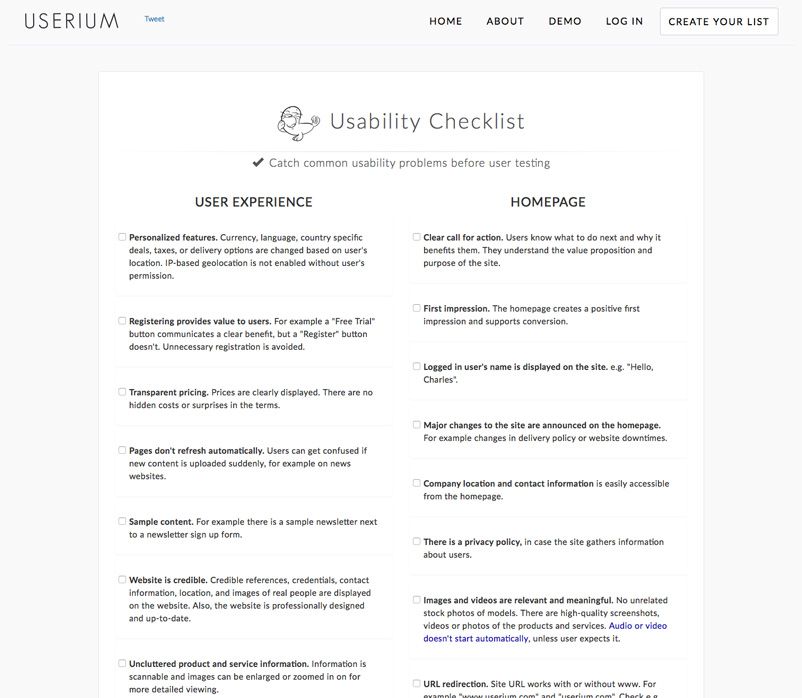 USERIUM
Tweet
HOME ABOUT DEMO LOG IN CREATE YOUR LIST
Usability Checklist
Catch common usability problems before user testing
USER EXPERIENCE
Personalized features. Currency, language, country specific
deals, taxes, or delivery options are changed based on user's
location. IP-based geolocation is not enabled without user's
permission.
Registering provides value to users. For example a "Free Trial"
button communicates a clear benefit, but a "Register" button
doesn't. Unnecessary registration is avoided.
Transparent pricing. Prices are clearly displayed. There are no
hidden costs or surprises in the terms.
Pages don't refresh automatically. Users can get confused if
new content is uploaded suddenly, for example on news
websites.
Sample content. For example there is a sample newsletter next
to a newsletter sign up form.
Website is credible. Credible references, credentials, contact
information, location, and images of real people are displayed
on the website. Also, the website is professionally designed
and up-to-date.
Uncluttered product and service information. Information is
scannable and images can be enlarged or zoomed in on for
more detailed viewing.
HOMEPAGE
Clear call for action. Users know what to do next and why it
benefits them. They understand the value proposition and
purpose of the site.
First impression. The homepage creates a positive first
impression and supports conversion.
Logged in user's name is displayed on the site. e.g. "Hello,
Charles".
Major changes to the site are announced on the homepage.
For example changes in delivery policy or website downtimes.
Company location and contact information is easily accessible
from the homepage.
There is a privacy policy, in case the site gathers information
about users.
Images and videos are relevant and meaningful. No unrelated
stock photos of models. There are high-quality screenshots,
videos or photos of the products and services. Audio or video
doesn't start automatically, unless user expects it.
URL redirection. Site URL works with or without www. For
example "www.userium.com" and "userium.com". Check e.g.